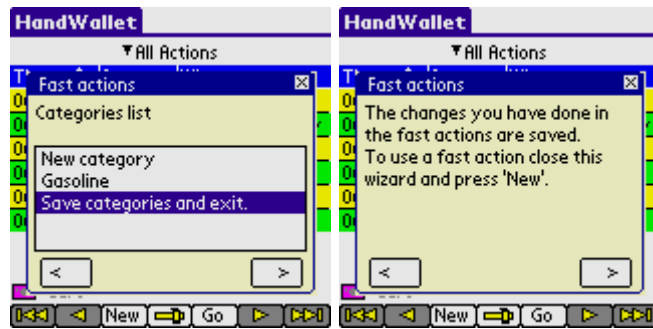 HandWallet
▼All Actions
Fast actions
Categories list
New category
Gasoline
Save categories and exit.
<
>
New
Go
HandWallet
▼All Actions
Fast actions
The changes you have done in
the fast actions are saved.
To use a fast action close this
wizard and press 'New'.
<
>
New
Go